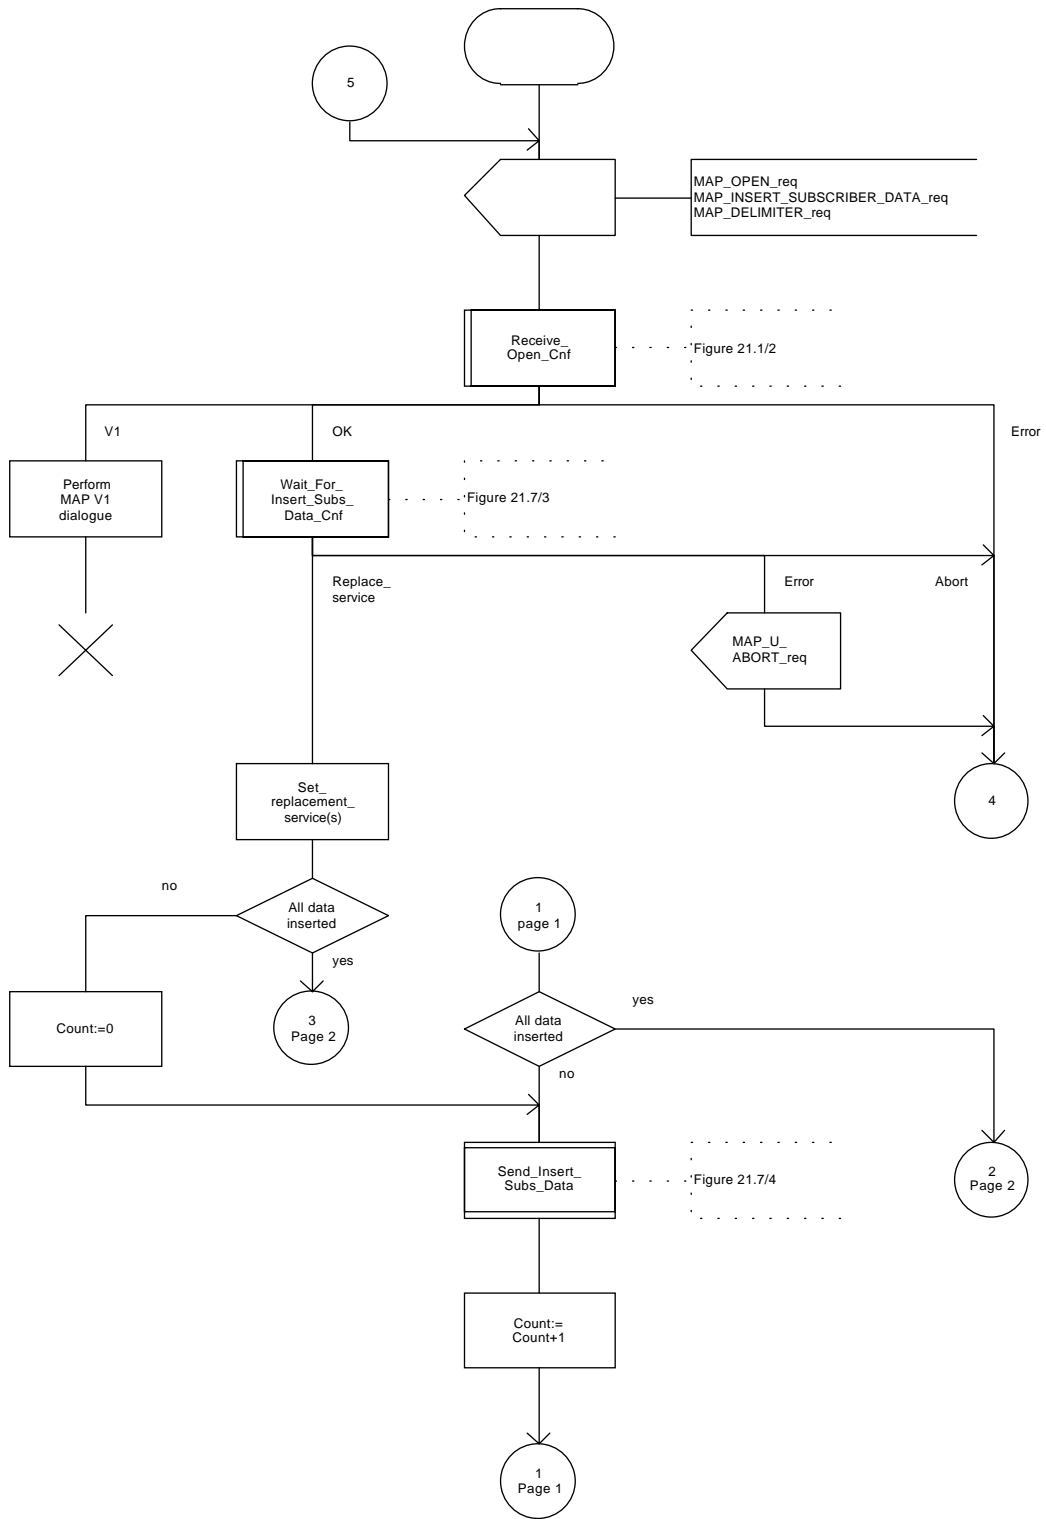 5
MAP_OPEN_req
MAP_INSERT_SUBSCRIBER_DATA_req
MAP_DELIMITER_req
Receive_
Open_Cnf
Figure 21.1/2
V1
OK
Error
Perform
MAP V1
dialogue
Wait_For_
Insert_Subs_
Data_Cnf
Figure 21.7/3
Replace_
service
Error
Abort
MAP_U_
ABORT_req
Set_
replacement_
service(s)
4
no
All data
inserted
yes
1
page 1
Count:=0
3
Page 2
All data
inserted
yes
no
Send_Insert_
Subs_Data
Figure 21.7/4
2
Page 2
Count:=
Count+1
1
Page 1